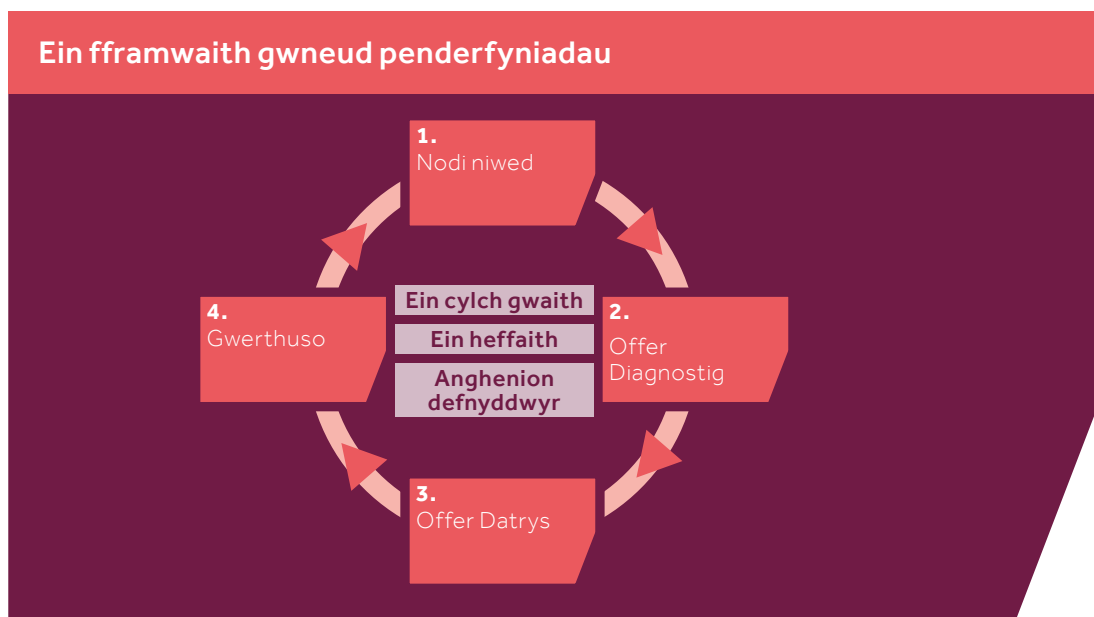 Ein fframwaith gwneud penderfyniadau
1.
Nodi niwed
2.
Offer
Diagnostig
3.
Offer Datrys
4.
Gwerthuso
Ein cylch gwaith
Ein heffaith
Anghenion
defnyddwyr